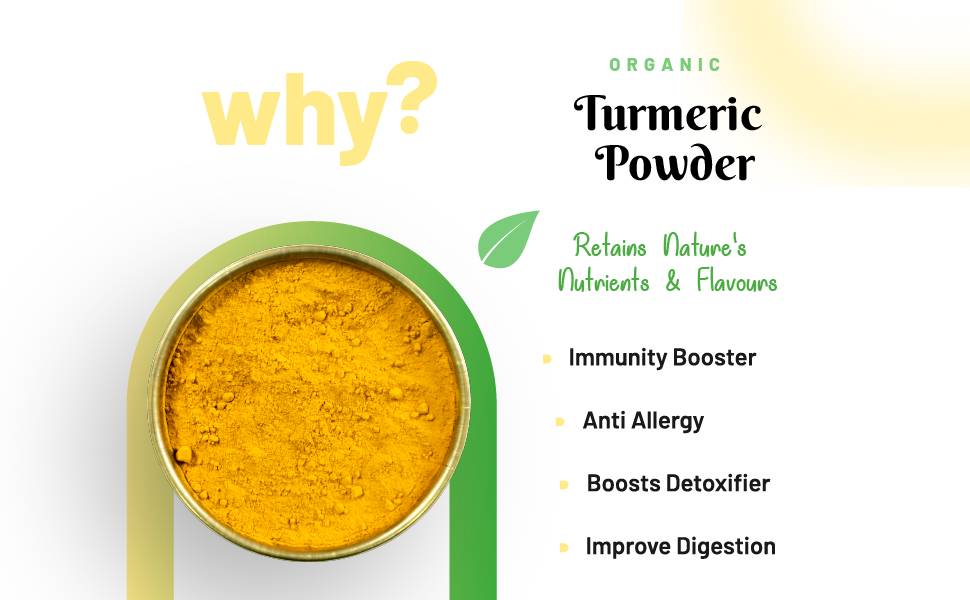 why?
ORGANIC
Turmeric
Powder
Retains Nature's
Nutrients & Flavours
Immunity Booster
Anti Allergy
Boosts Detoxifier
Improve Digestion